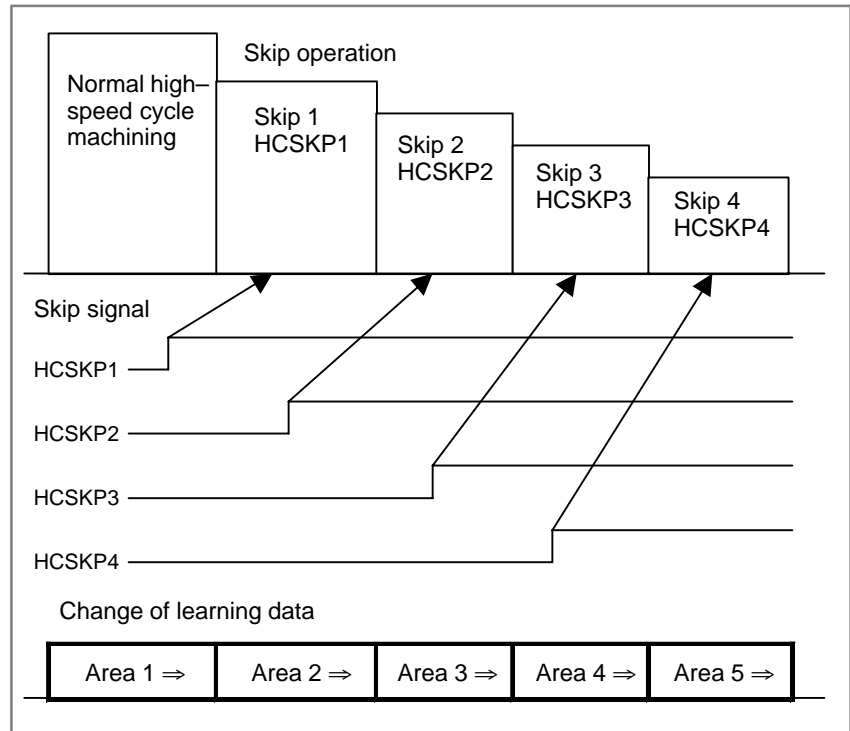 Skip operation
Normal high–
speed cycle
machining
Skip 1
HCSKP1
Skip 2
HCSKP2
Skip 3
HCSKP3
Skip 4
HCSKP4
Skip signal
HCSKP1
HCSKP2
HCSKP3
HCSKP4
Change of learning data
Area 1 ⇒ Area 2 ⇒ Area 3 ⇒ Area 4 ⇒ Area 5 ⇒